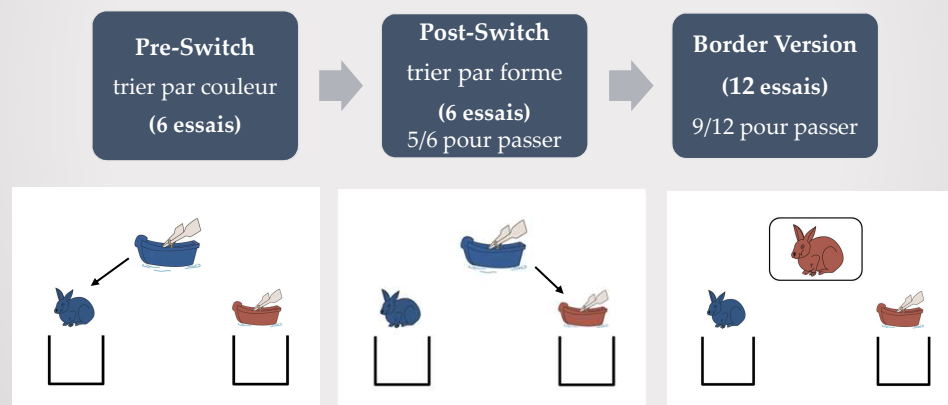 Pre-Switch
trier par couleur
(6 essais)
Post-Switch
trier par forme
(6 essais)
5/6 pour passer
Border Version
(12 essais)
9/12 pour passer